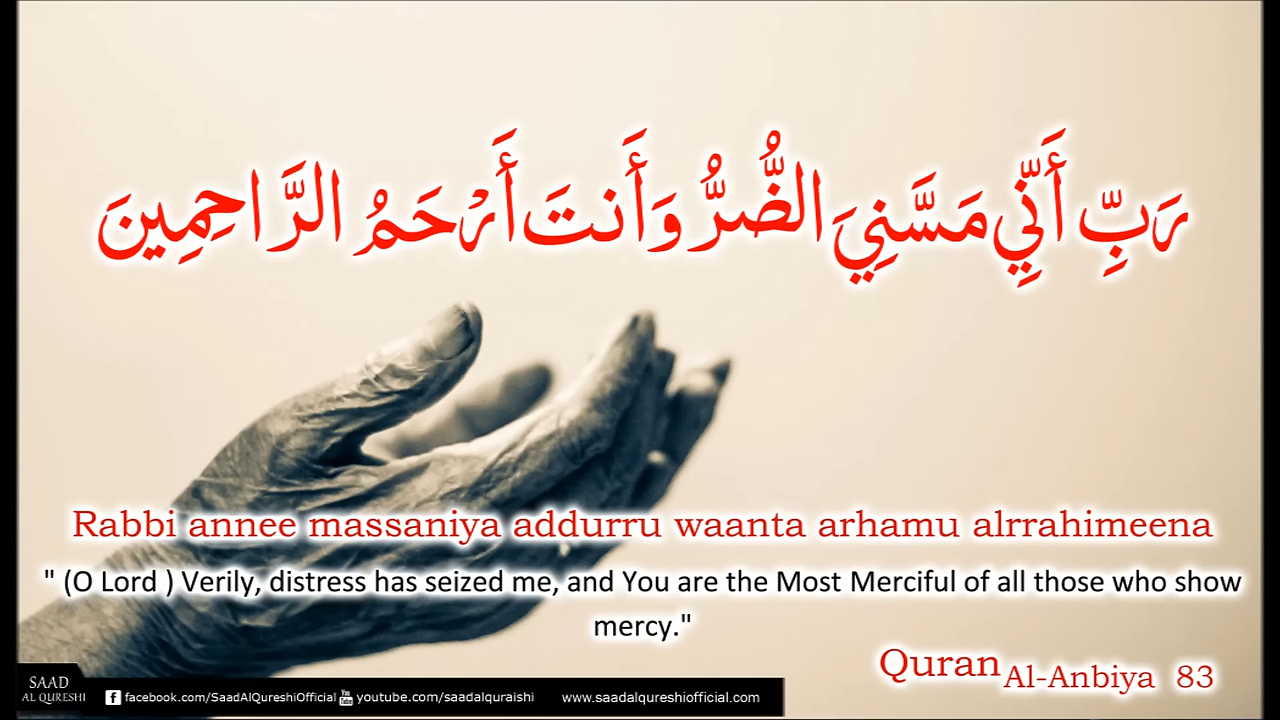 رَبِّ أَنِّي مَسَّنِيَ الضُّرُّ وَأَنتَ أَرْحَمُ الرَّاحِمِينَ
Rabbi annee massaniya addurru waanta arhamu alrrahimeena
" (O Lord ) Verily, distress has seized me, and You are the Most Merciful of all those who show
mercy."
Quran Al-Anbiya 83
SAAD
AL QURESHI
facebook.com/SaadAlQureshiOfficial You Tube youtube.com/saadalquraishi www.saadalqureshiofficial.com